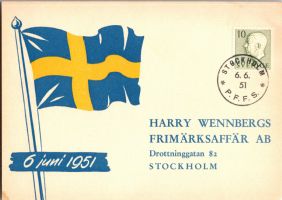 10
STOCKHOLM
6.6.
51
P.F.F.S.
HARRY WENNBERGS
FRIMÄRKSAFFÄR AB
Drottninggatan 82
STOCKHOLM
6 juni 1951